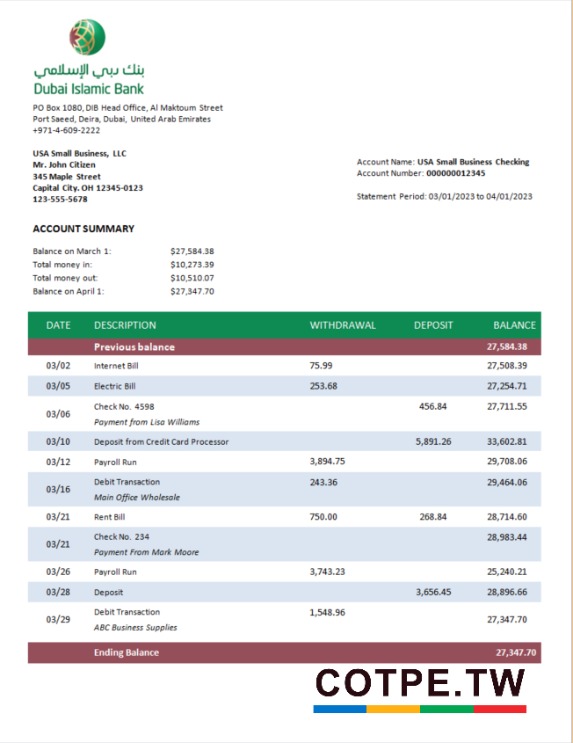 بنك دبي الإسلامي
Dubai Islamic Bank
PO Box 1080, DIB Head Office, Al Maktoum Street
Port Saeed, Deira, Dubai, United Arab Emirates
+971-4-609-2222
USA Small Business, LLC
Mr. John Citizen
345 Maple Street
Capital City. OH 12345-0123
123-555-5678
Account Name: USA Small Business Checking
Account Number: 000000012345
Statement Period: 03/01/2023 to 04/01/2023
ACCOUNT SUMMARY
Balance on March 1: $27,584.38
Total money in: $10,273.39
Total money out: $10,510.07
Balance on April 1: $27,347.70
DATE DESCRIPTION WITHDRAWAL DEPOSIT BALANCE
Previous balance 27,584.38
03/02 Internet Bill 75.99 27,508.39
03/05 Electric Bill 253.68 27,254.71
03/06 Check No. 4598 456.84 27,711.55
Payment from Lisa Williams
03/10 Deposit from Credit Card Processor 5,891.26 33,602.81
03/12 Payroll Run 3,894.75 29,708.06
03/16 Debit Transaction 243.36 29,464.06
Main Office Wholesale
03/21 Rent Bill 750.00 268.84 28,714.60
03/21 Check No. 234 28,983.44
Payment From Mark Moore
03/26 Payroll Run 3,743.23 25,240.21
03/28 Deposit 3,656.45 28,896.66
03/29 Debit Transaction 1,548.96 27,347.70
ABC Business Supplies
Ending Balance 27,347.70
COTPE.TW